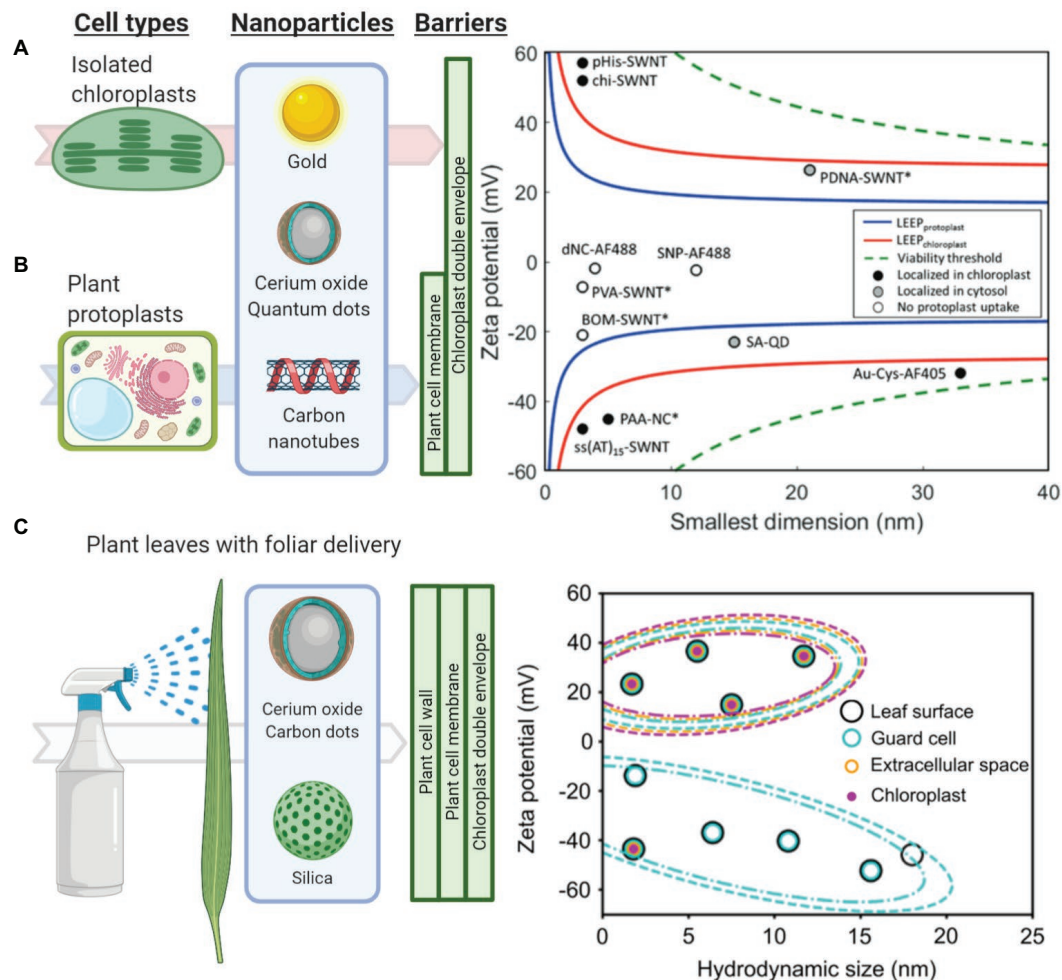 Cell types
Nanoparticles
Barriers
A
Isolated
chloroplasts
Gold
Cerium oxide
Quantum dots
B
Plant
protoplasts
Carbon
nanotubes
Plant cell membrane
Chloroplast double envelope
60
40
20
0
-20
-40
-60
Zeta potential (mV)
pHis-SWNT
chi-SWNT
PDNA-SWNT*
dNC-AF488
SNP-AF488
PVA-SWNT*
BOM-SWNT*
SA-QD
Au-Cys-AF405
PAA-NC*
ss(AT)₁₅-SWNT
LEEPprotoplast
LEEPchloroplast
Viability threshold
Localized in chloroplast
Localized in cytosol
No protoplast uptake
0
10
20
30
40
Smallest dimension (nm)
C
Plant leaves with foliar delivery
Cerium oxide
Carbon dots
Silica
Plant cell wall
Plant cell membrane
Chloroplast double envelope
60
40
20
0
-20
-40
-60
Zeta potential (mV)
Leaf surface
Guard cell
Extracellular space
Chloroplast
0
5
10
15
20
25
Hydrodynamic size (nm)